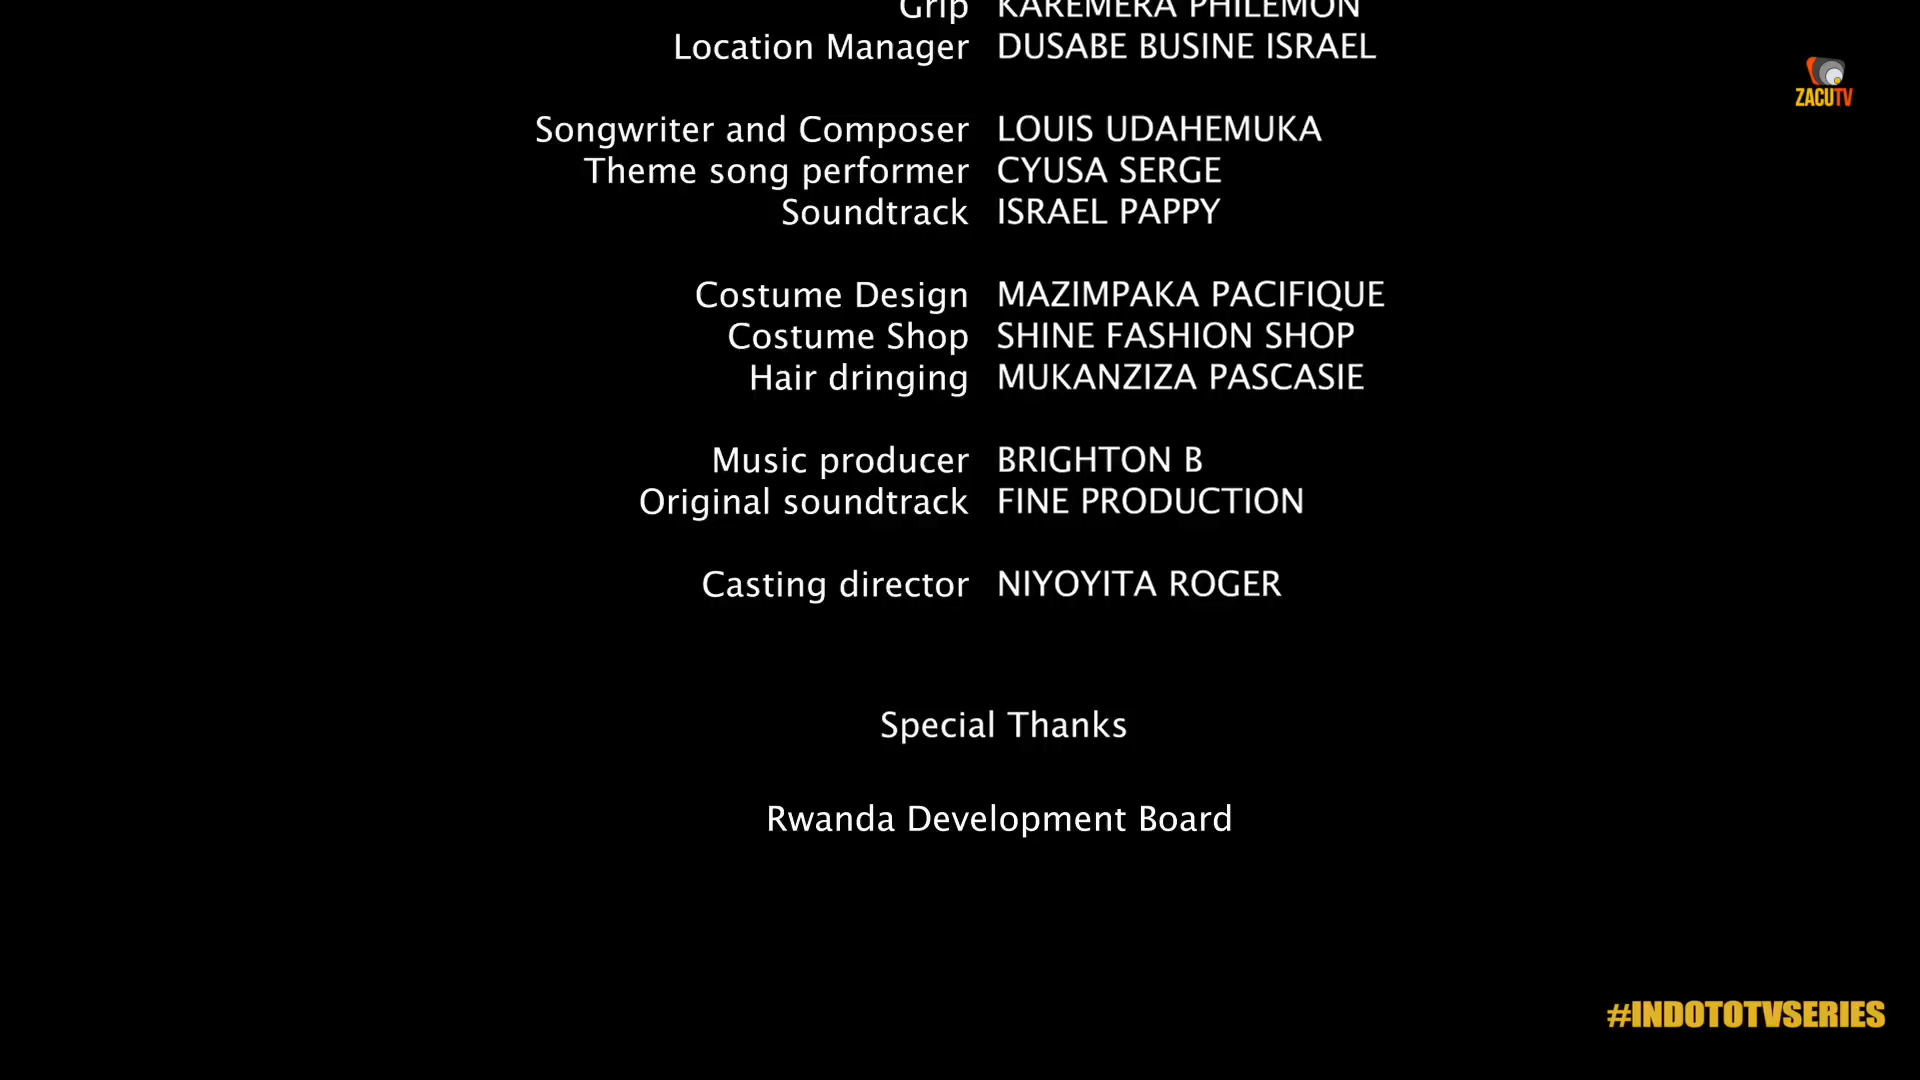 Grip KAREMERA PHILEMON
Location Manager DUSABE BUSINE ISRAEL
ZACUTV
Songwriter and Composer LOUIS UDAHEMUKA
Theme song performer CYUSA SERGE
Soundtrack ISRAEL PAPPY
Costume Design MAZIMPAKA PACIFIQUE
Costume Shop SHINE FASHION SHOP
Hair dringing MUKANZIZA PASCASIE
Music producer BRIGHTON B
Original soundtrack FINE PRODUCTION
Casting director NIYOYITA ROGER
Special Thanks
Rwanda Development Board
#INDOTOTVSERIES